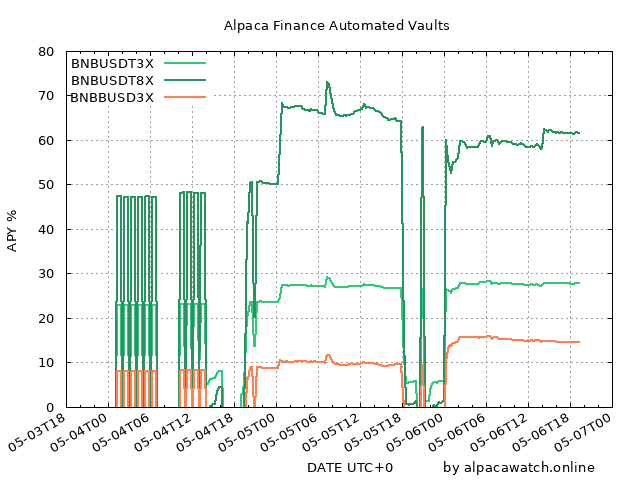 Alpaca Finance Automated Vaults
BNBUSDT3X
BNBUSDT8X
BNBBUSD3X
APY %
80
70
60
50
40
30
20
10
0
05-03T18
05-04T00
05-04T06
05-04T12
05-04T18
05-05T00
05-05T06
05-05T12
05-05T18
05-06T00
05-06T06
05-06T12
05-06T18
05-07T00
DATE UTC+0
by alpacawatch.online